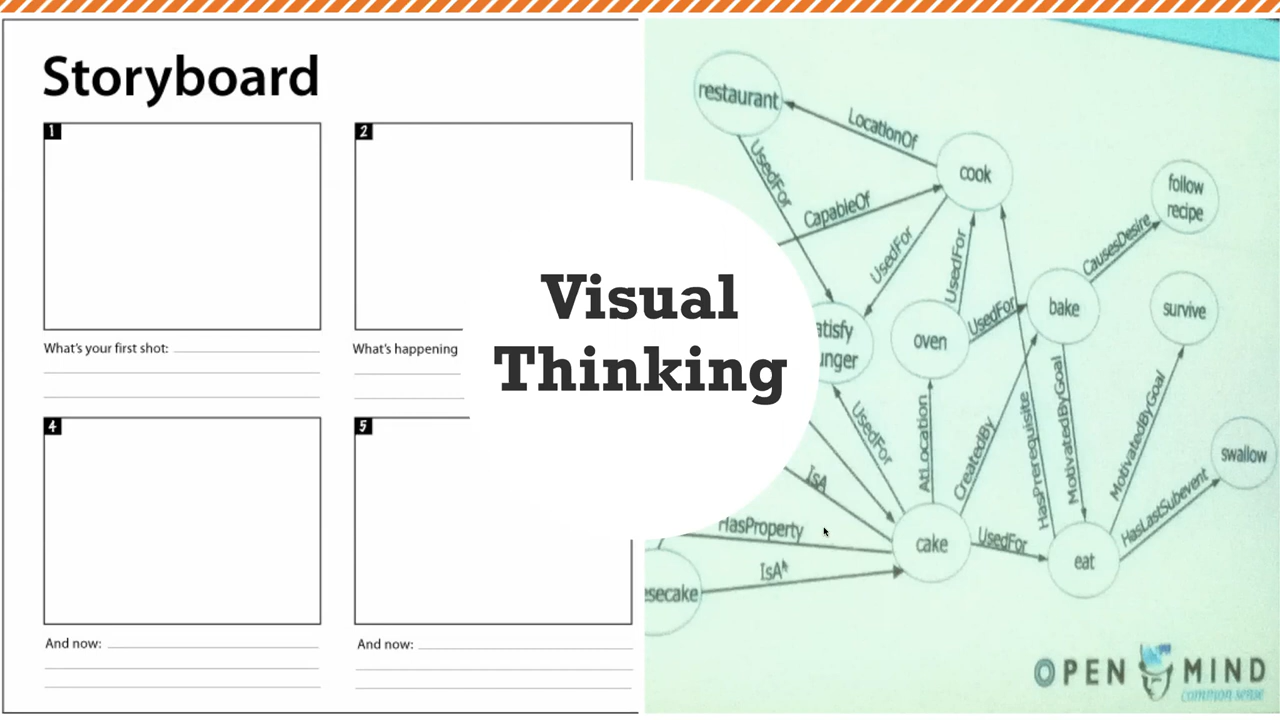 Storyboard
1
2
What's your first shot:
What's happening
4
5
And now:
And now:
Visual
Thinking
restaurant
LocationOf
cook
UsedFor
CapableOf
follow
recipe
UsedFor
UsedFor
CausesDesire
UsedFor
bake
survive
oven
UsedFor
AtLocation
CreatedBy
HasPrerequisite
MotivatedByGoal
MotivatedByGoal
swallow
IsA
HasProperty
cake
UsedFor
eat
HasLastSubevent
IsA
OPEN MIND
common sense